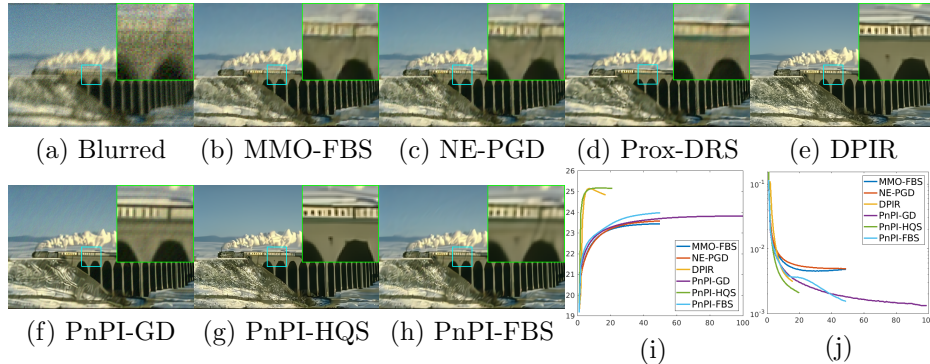 (a) Blurred
(b) MMO-FBS
(c) NE-PGD
(d) Prox-DRS
(e) DPIR
(f) PnPI-GD
(g) PnPI-HQS
(h) PnPI-FBS
26
25
24
23
22
21
20
19
0 20 40 60 80 100
MMO-FBS
NE-PGD
DPIR
PnPI-GD
PnPI-HQS
PnPI-FBS
(i)
10⁻¹
10⁻²
10⁻³
0 20 40 60 80 100
MMO-FBS
NE-PGD
DPIR
PnPI-GD
PnPI-HQS
PnPI-FBS
(j)